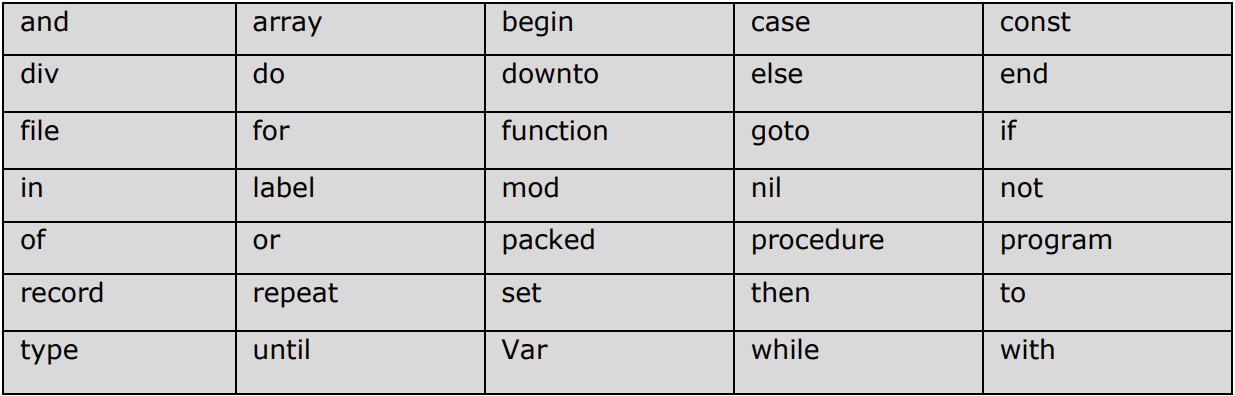 and array begin case const
div do downto else end
file for function goto if
in label mod nil not
of or packed procedure program
record repeat set then to
type until Var while with